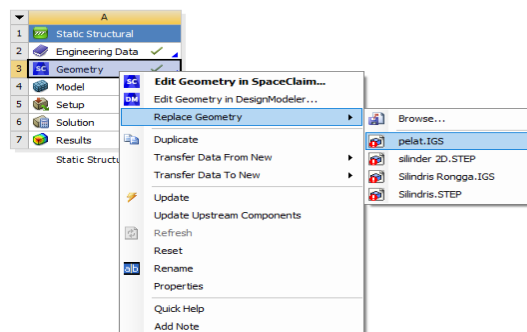 A
1 Static Structural
2 Engineering Data
3 SC Geometry
4 Model
5 Setup
6 Solution
7 Results
Static Structu
SC Edit Geometry in SpaceClaim...
DM Edit Geometry in DesignModeler...
Replace Geometry
Duplicate
Transfer Data From New
Transfer Data To New
Update
Update Upstream Components
Refresh
Reset
a|b Rename
Properties
Quick Help
Add Note
Browse...
pelat.IGS
silinder 2D.STEP
Silindris Rongga.IGS
Silindris.STEP